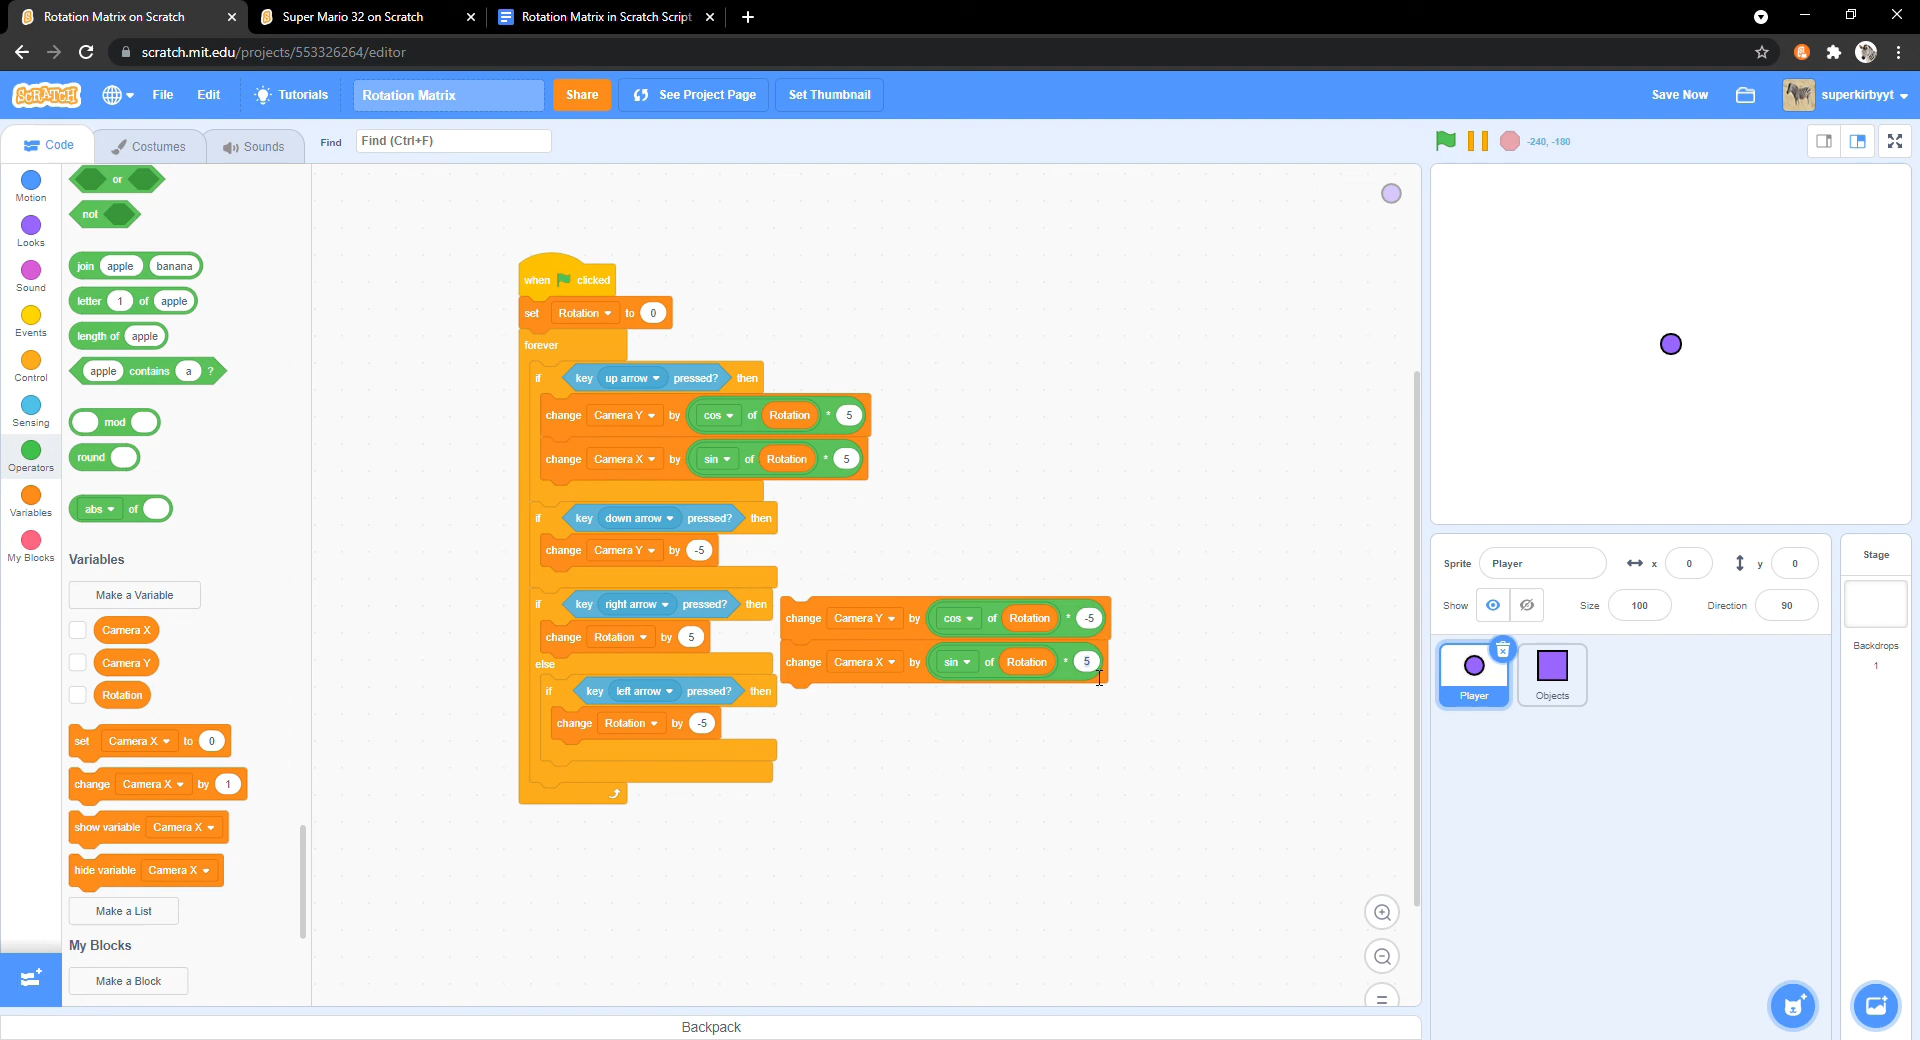 Rotation Matrix on Scratch
Super Mario 32 on Scratch
Rotation Matrix in Scratch Script
scratch.mit.edu/projects/553326264/editor
SCRATCH
File
Edit
Tutorials
Rotation Matrix
Share
See Project Page
Set Thumbnail
Save Now
superkirbyyt
Code
Costumes
Sounds
Find
Find (Ctrl+F)
-240, -180
Motion
Looks
Sound
Events
Control
Sensing
Operators
Variables
My Blocks
or
not
join apple banana
letter 1 of apple
length of apple
apple contains a ?
mod
round
abs of
Variables
Make a Variable
Camera X
Camera Y
Rotation
set Camera X to 0
change Camera X by 1
show variable Camera X
hide variable Camera X
Make a List
My Blocks
Make a Block
when clicked
set Rotation to 0
forever
if key up arrow pressed? then
change Camera Y by cos of Rotation * 5
change Camera X by sin of Rotation * 5
if key down arrow pressed? then
change Camera Y by -5
if key right arrow pressed? then
change Rotation by 5
else
if key left arrow pressed? then
change Rotation by -5
change Camera Y by cos of Rotation * -5
change Camera X by sin of Rotation * 5
Backpack
Sprite Player x 0 y 0
Show Size 100 Direction 90
Player
Objects
Stage
Backdrops
1